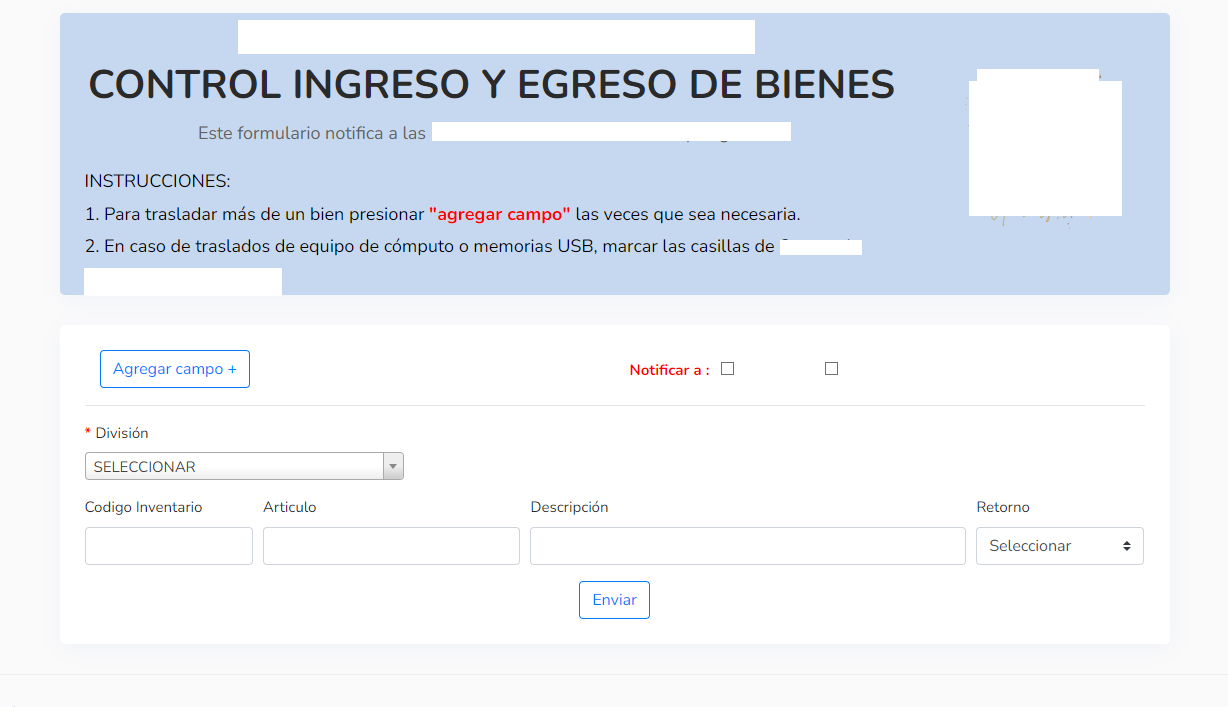 CONTROL INGRESO Y EGRESO DE BIENES
Este formulario notifica a las
INSTRUCCIONES:
1. Para trasladar más de un bien presionar "agregar campo" las veces que sea necesaria.
2. En caso de traslados de equipo de cómputo o memorias USB, marcar las casillas de
Agregar campo +
Notificar a :
* División
SELECCIONAR
Codigo Inventario Articulo Descripción Retorno
Seleccionar
Enviar